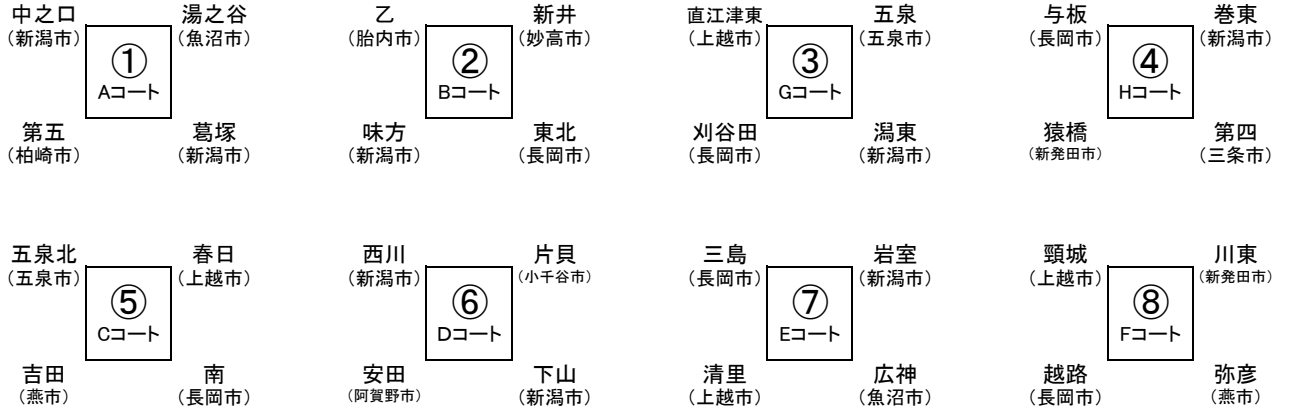 中之口 湯之谷 乙 新井 直江津東 五泉 与板 巻東
（新潟市） （魚沼市） （胎内市） （妙高市） （上越市） （五泉市） （長岡市） （新潟市）
① ② ③ ④
Aコート Bコート Gコート Hコート
第五 葛塚 味方 東北 刈谷田 潟東 猿橋 第四
（柏崎市） （新潟市） （新潟市） （長岡市） （長岡市） （新潟市） （新発田市） （三条市）
五泉北 春日 西川 片貝 三島 岩室 頸城 川東
（五泉市） （上越市） （新潟市） （小千谷市） （長岡市） （新潟市） （上越市） （新発田市）
⑤ ⑥ ⑦ ⑧
Cコート Dコート Eコート Fコート
吉田 南 安田 下山 清里 広神 越路 弥彦
（燕市） （長岡市） （阿賀野市） （新潟市） （上越市） （魚沼市） （長岡市） （燕市）